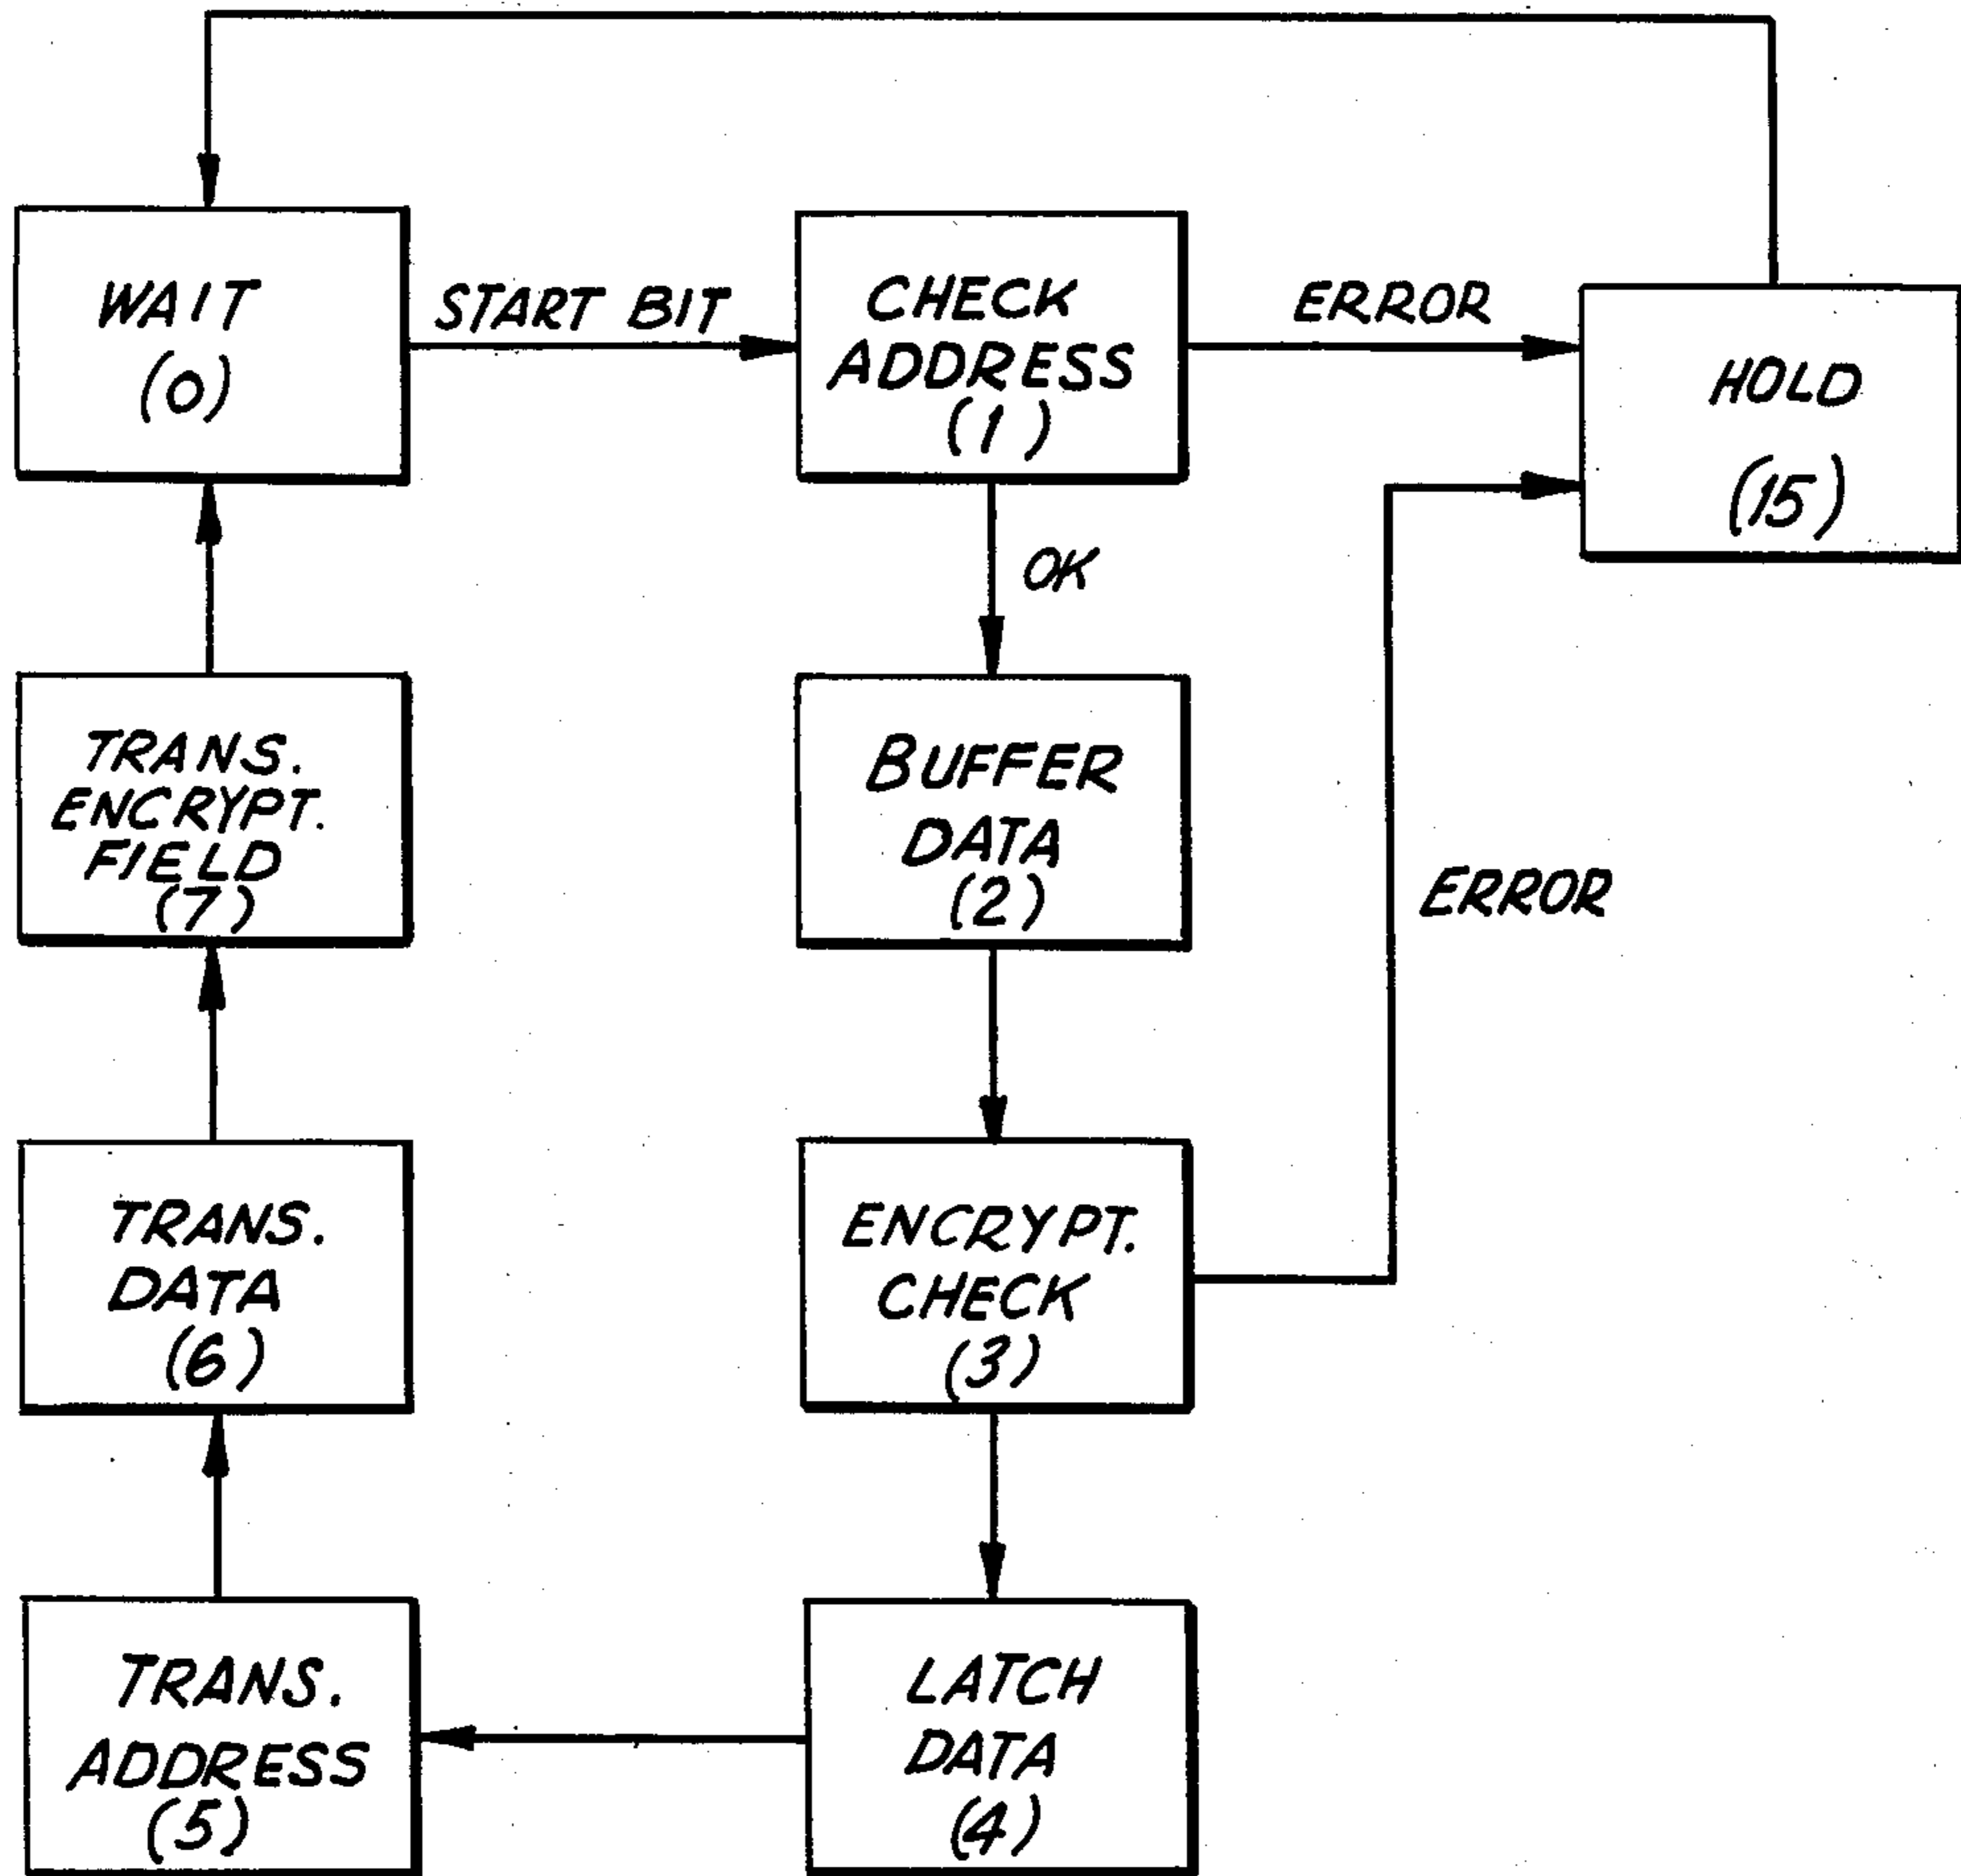 WAIT
(0)
START BIT
CHECK
ADDRESS
(1)
ERROR
HOLD
(15)
OK
TRANS.
ENCRYPT.
FIELD
(7)
BUFFER
DATA
(2)
ERROR
TRANS.
DATA
(6)
ENCRYPT.
CHECK
(3)
TRANS.
ADDRESS
(5)
LATCH
DATA
(4)